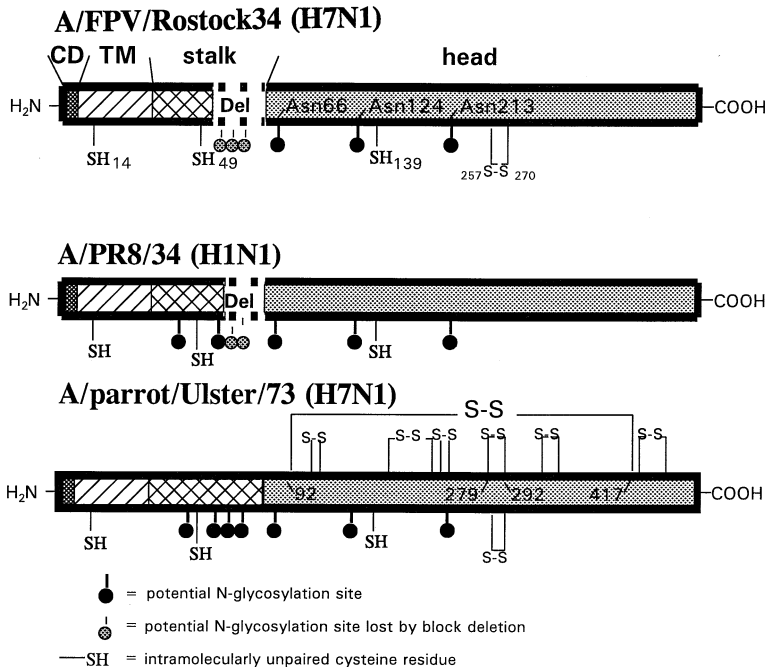 A/FPV/Rostock34 (H7N1)
CD TM stalk head
H₂N Del Asn66 Asn124 Asn213 COOH
SH14 SH49 SH139 257 S-S 270
A/PR8/34 (H1N1)
H₂N Del COOH
SH SH SH
A/parrot/Ulster/73 (H7N1)
S-S
S-S S-S S-S S-S S-S S-S
H₂N 92 279 292 417 COOH
SH SH SH S-S
= potential N-glycosylation site
= potential N-glycosylation site lost by block deletion
SH = intramolecularly unpaired cysteine residue